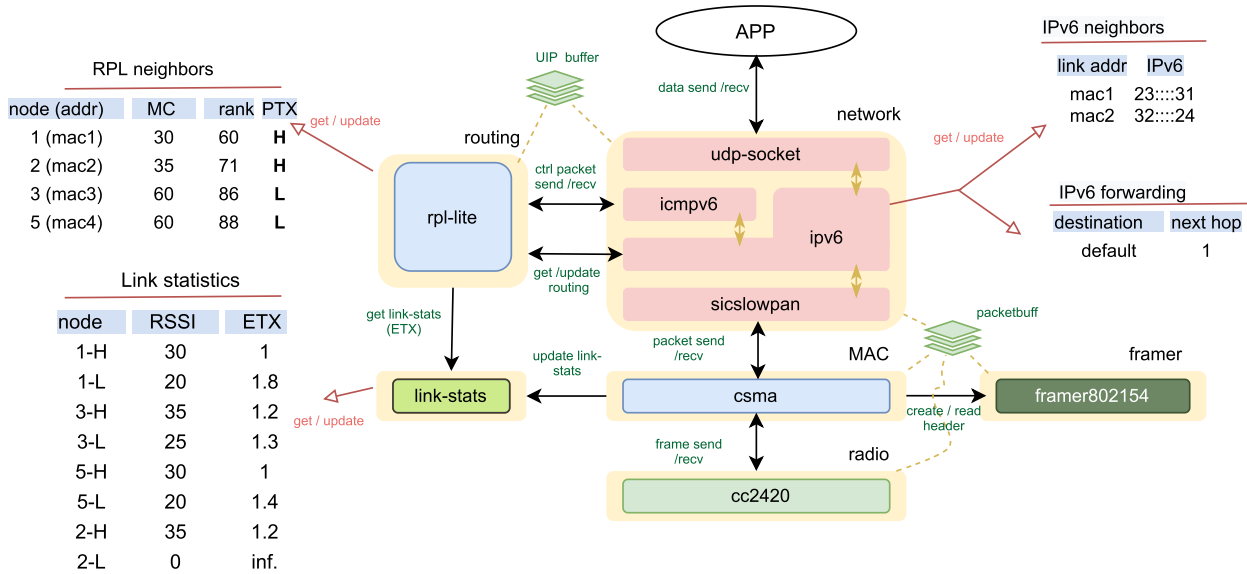 RPL neighbors
node (addr) MC rank PTX
1 (mac1) 30 60 H
2 (mac2) 35 71 H
3 (mac3) 60 86 L
5 (mac4) 60 88 L
get / update
Link statistics
node RSSI ETX
1-H 30 1
1-L 20 1.8
3-H 35 1.2
3-L 25 1.3
5-H 30 1
5-L 20 1.4
2-H 35 1.2
2-L 0 inf.
get / update
routing
rpl-lite
UIP buffer
ctrl packet
send /recv
get /update
routing
get link-stats
(ETX)
link-stats
update link-
stats
APP
data send /recv
network
udp-socket
icmpv6
ipv6
sicslowpan
packet send
/recv
MAC
csma
frame send
/recv
radio
cc2420
packetbuff
framer
framer802154
create / read
header
get / update
IPv6 neighbors
link addr IPv6
mac1 23::::31
mac2 32::::24
IPv6 forwarding
destination next hop
default 1